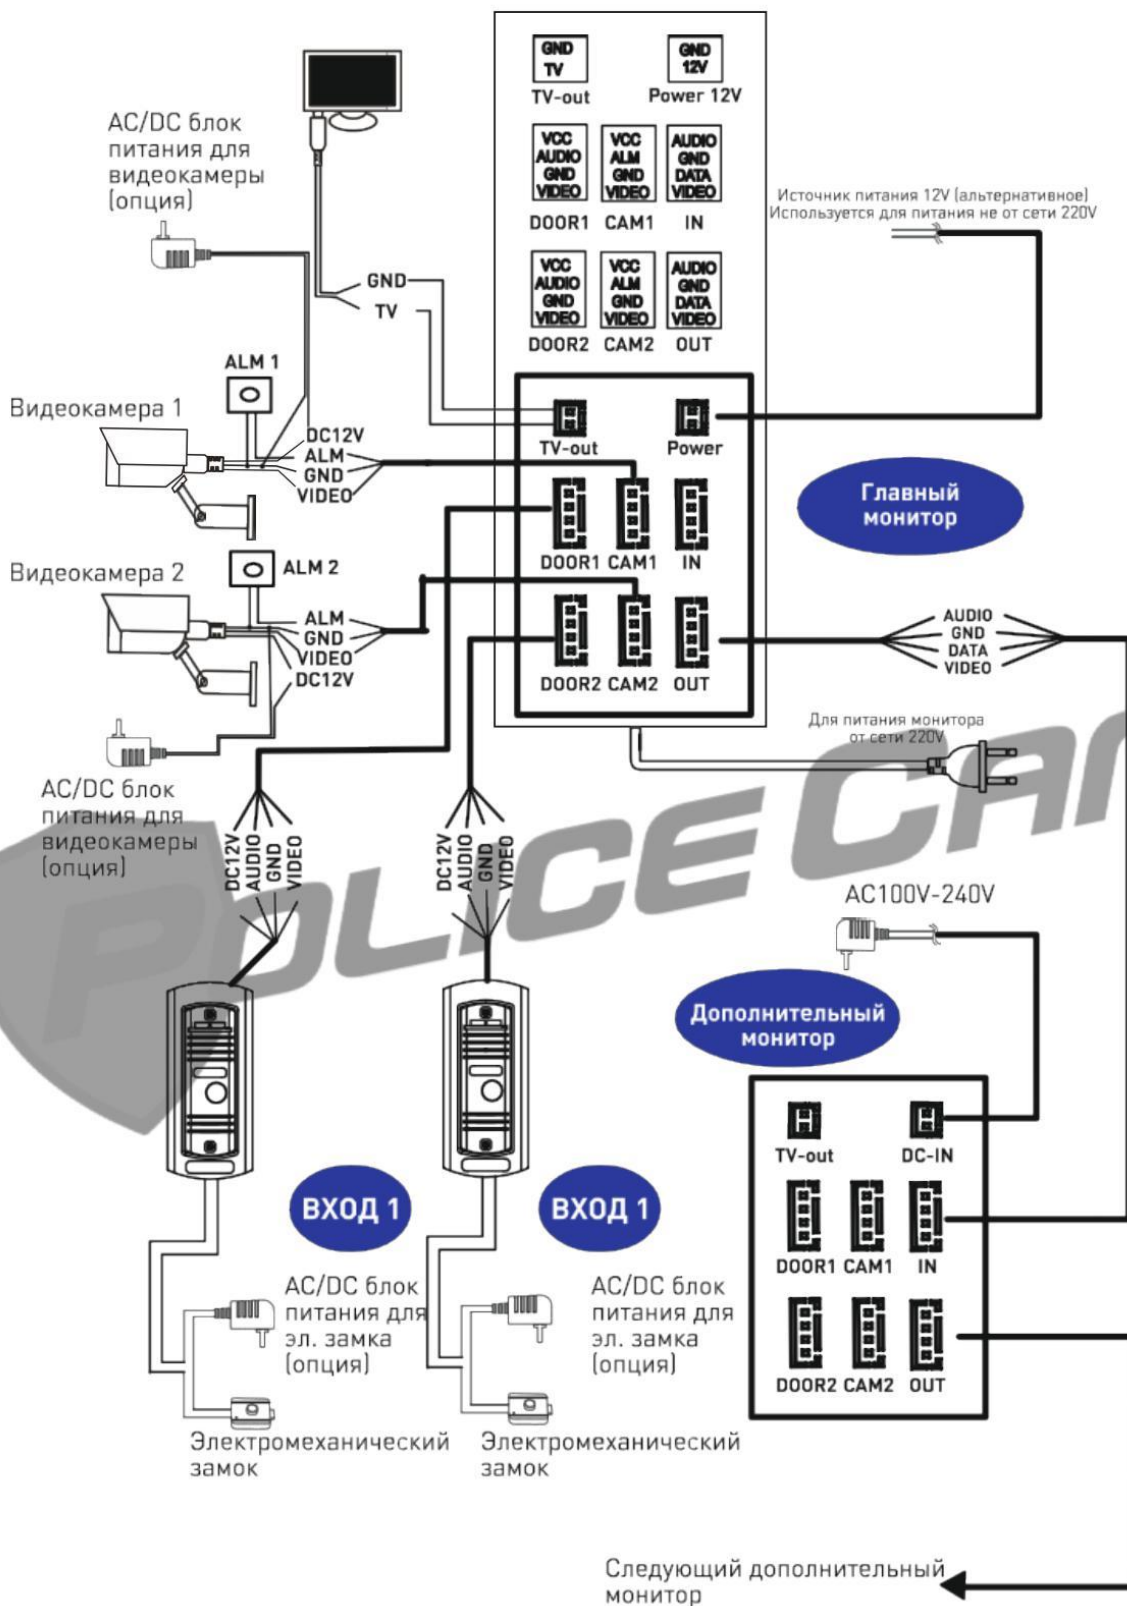 GND
TV
TV-out
GND
12V
Power 12V
AC/DC блок
питания для
видеокамеры
(опция)
VCC
AUDIO
GND
VIDEO
DOOR1
VCC
ALM
GND
VIDEO
CAM1
AUDIO
GND
DATA
VIDEO
IN
Источник питания 12V (альтернативное)
Используется для питания не от сети 220V
VCC
AUDIO
GND
VIDEO
DOOR2
VCC
ALM
GND
VIDEO
CAM2
AUDIO
GND
DATA
VIDEO
OUT
GND
TV
ALM 1
Видеокамера 1
DC12V
ALM
GND
VIDEO
TV-out
Power
Главный
монитор
DOOR1 CAM1 IN
Видеокамера 2
ALM 2
ALM
GND
VIDEO
DC12V
DOOR2 CAM2 OUT
AUDIO
GND
DATA
VIDEO
Для питания монитора
от сети 220V
AC/DC блок
питания для
видеокамеры
(опция)
DC12V
AUDIO
GND
VIDEO
DC12V
AUDIO
GND
VIDEO
POLICECAM
AC100V-240V
Дополнительный
монитор
TV-out
DC-IN
DOOR1 CAM1 IN
DOOR2 CAM2 OUT
ВХОД 1
ВХОД 1
AC/DC блок
питания для
эл. замка
(опция)
AC/DC блок
питания для
эл. замка
(опция)
Электромеханический
замок
Электромеханический
замок
Следующий дополнительный
монитор